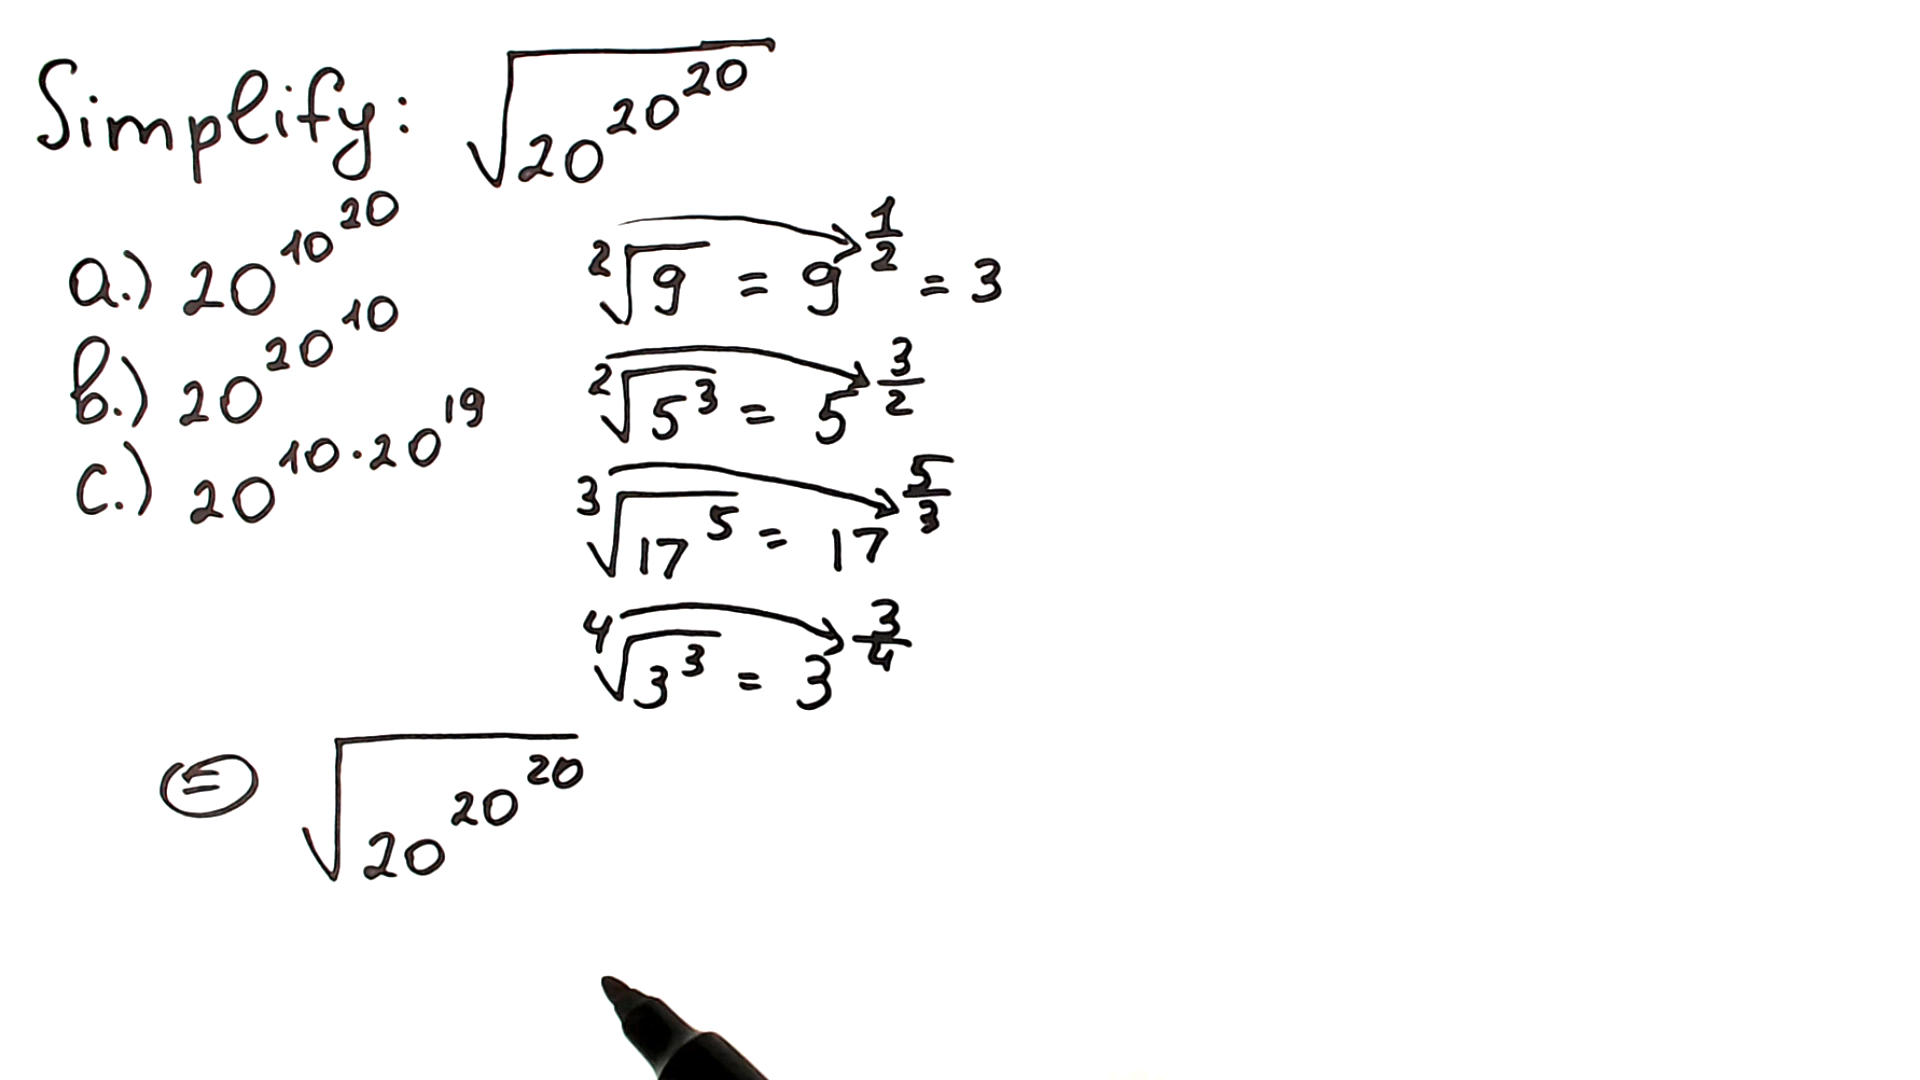 Simplify: √20^20^20
a.) 20^10^20
b.) 20^20^10
c.) 20^10·20^19
²√9 = 9^1/2 = 3
²√5³ = 5^3/2
³√17⁵ = 17^5/3
⁴√3³ = 3^3/4
= √20^20^20